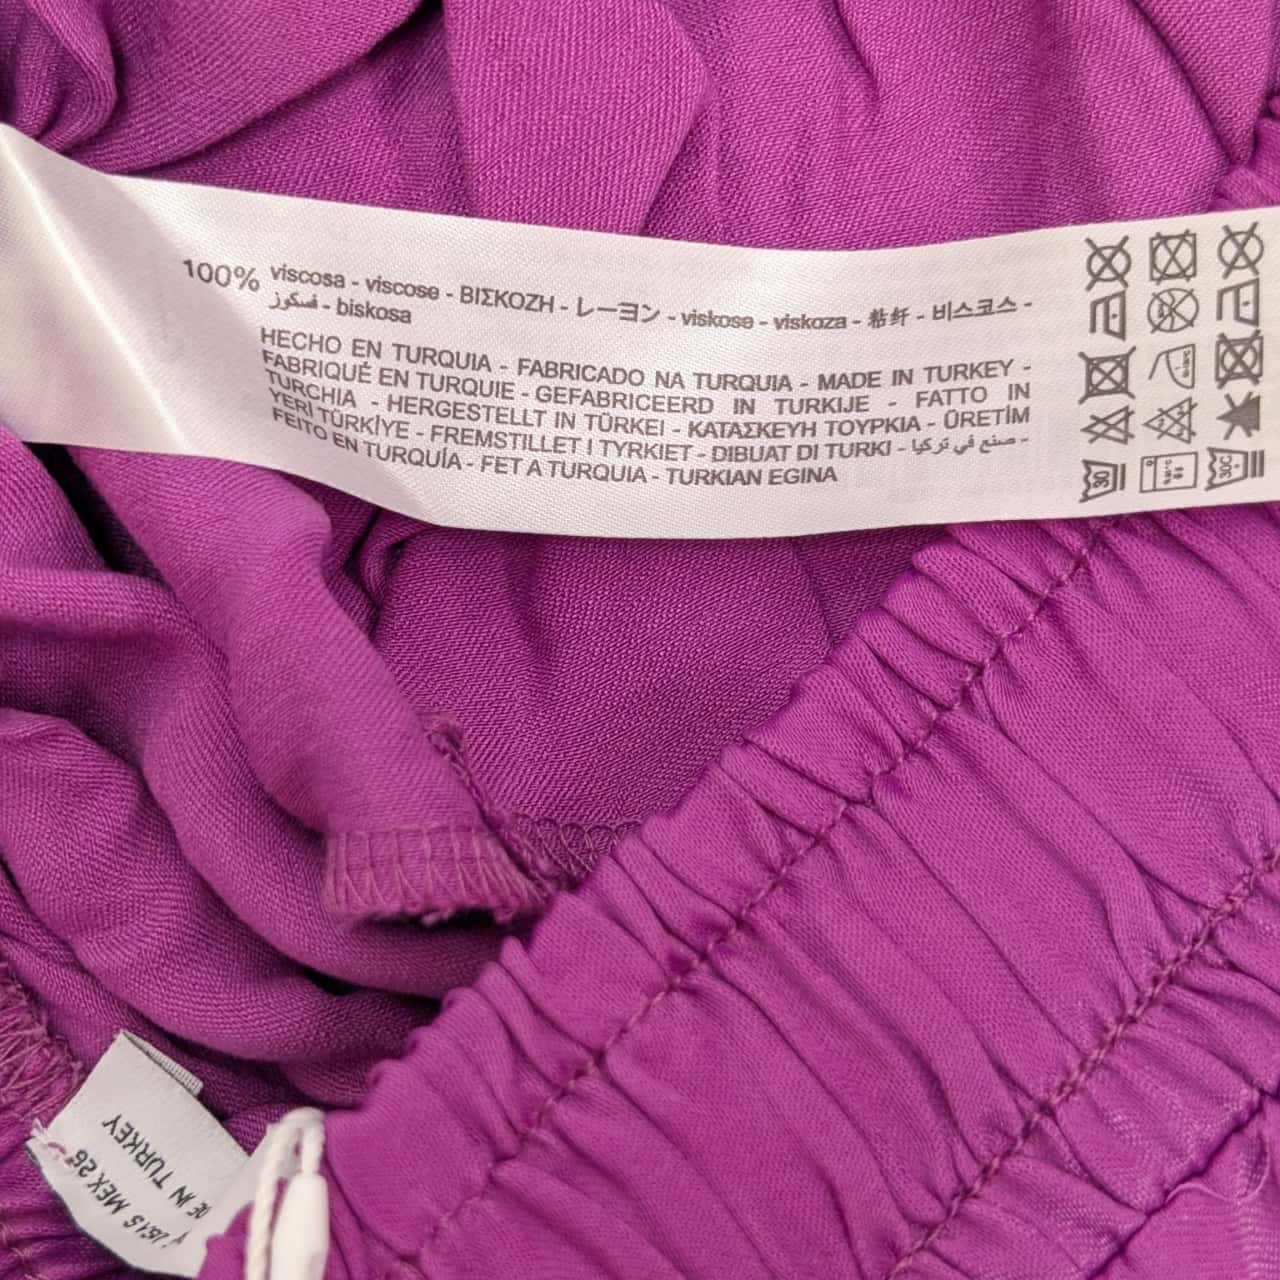 100% viscosa - viscose - ΒΙΣΚΟΖΗ - レーヨン - viskose - viskoza - 粘纤 - 비스코스 -
فسكوز - biskosa
HECHO EN TURQUIA - FABRICADO NA TURQUIA - MADE IN TURKEY -
FABRIQUÉ EN TURQUIE - GEFABRICEERD IN TURKIJE - FATTO IN
TURCHIA - HERGESTELLT IN TÜRKEI - ΚΑΤΑΣΚΕΥΗ ΤΟΥΡΚΙΑ - ÜRETİM
YERİ TÜRKİYE - FREMSTILLET I TYRKIET - DIBUAT DI TURKI - صنع في تركيا -
FEITO EN TURQUÍA - FET A TURQUIA - TURKIAN EGINA
30
30C
MEX 26
IN TURKEY